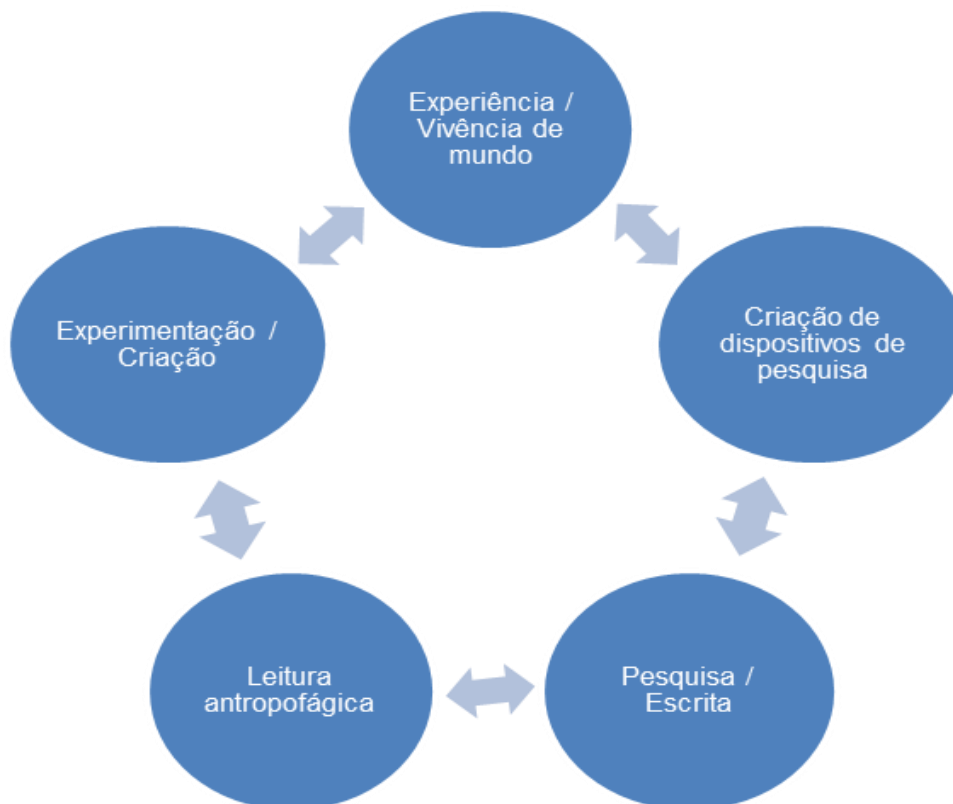 Experiência /
Vivência de
mundo
Experimentação /
Criação
Criação de
dispositivos de
pesquisa
Leitura
antropofágica
Pesquisa /
Escrita